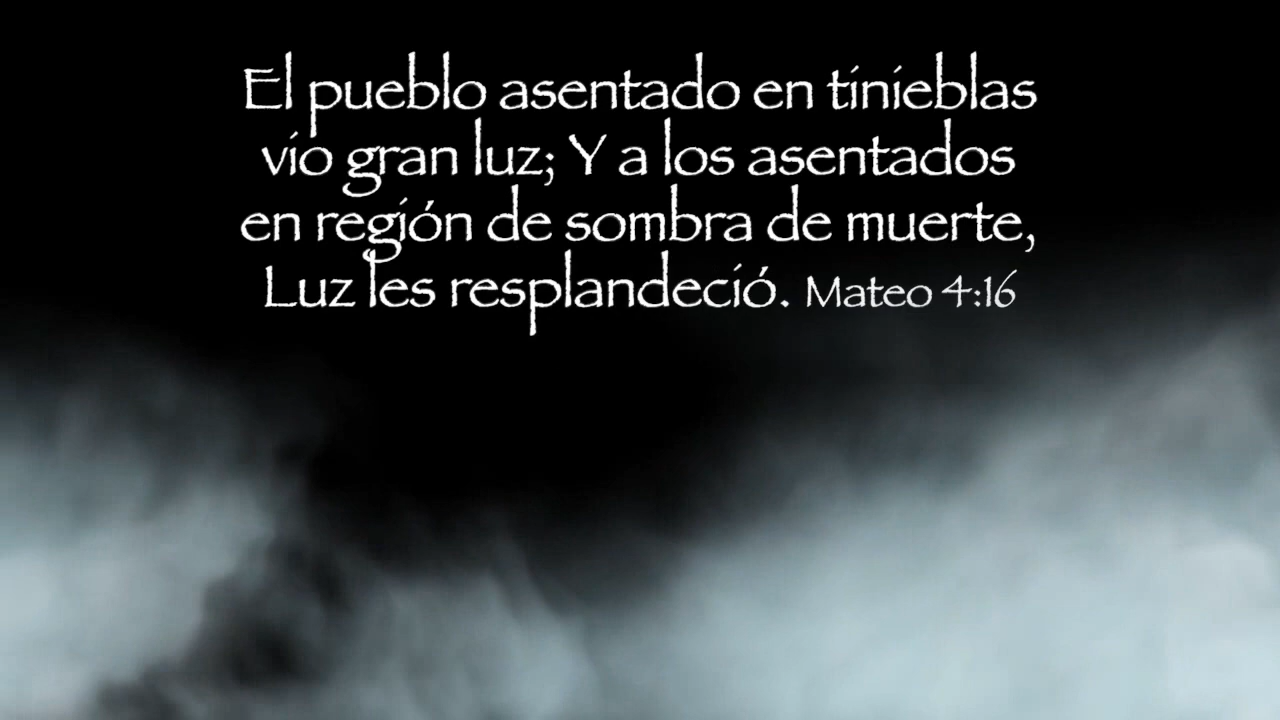 El pueblo asentado en tinieblas
vio gran luz; Y a los asentados
en región de sombra de muerte,
Luz les resplandeció. Mateo 4:16